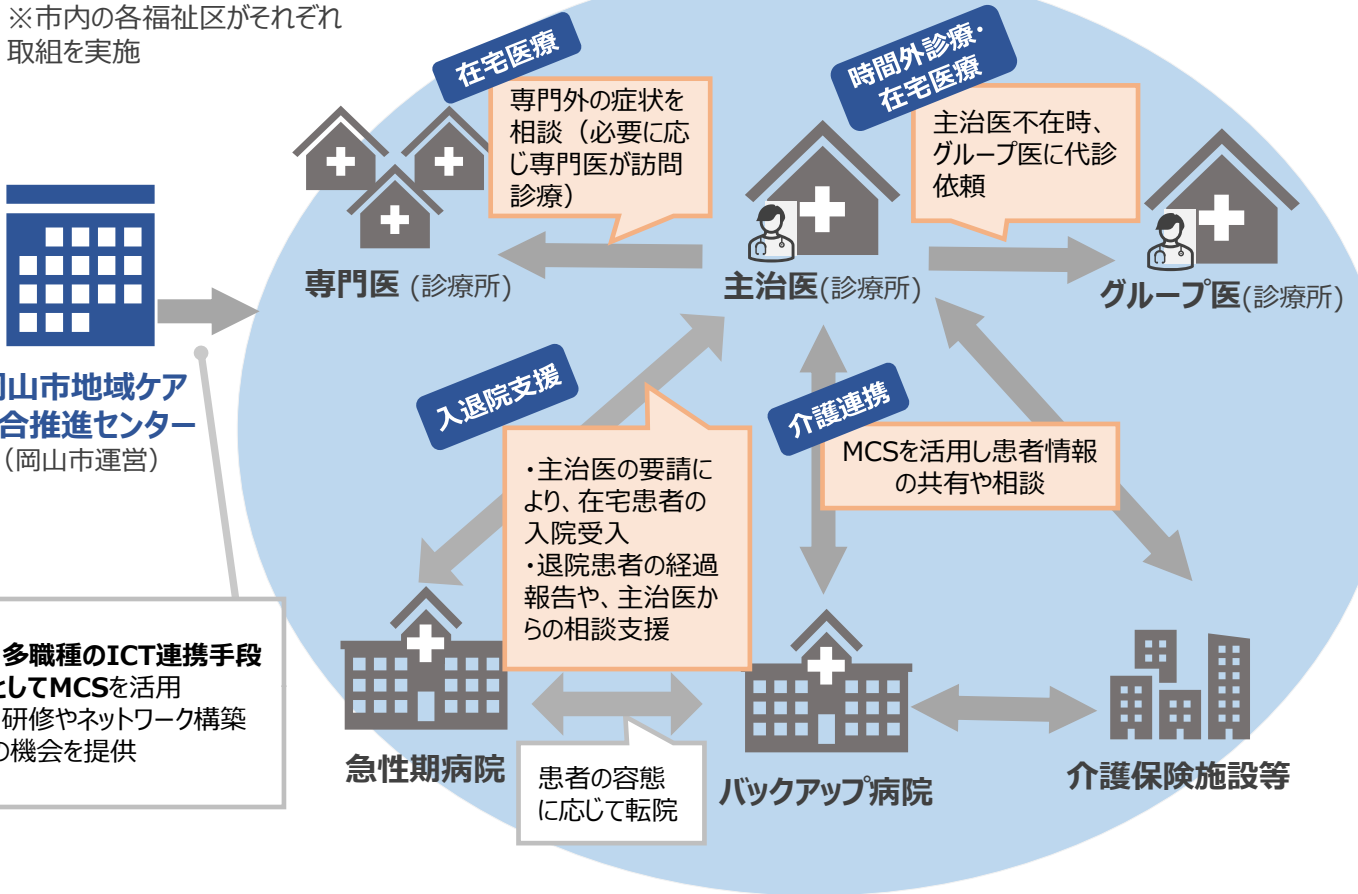 ※市内の各福祉区がそれぞれ
取組を実施
在宅医療
専門外の症状を
相談（必要に応
じ専門医が訪問
診療）
時間外診療・
在宅医療
主治医不在時、
グループ医に代診
依頼
専門医 (診療所)
主治医(診療所)
グループ医(診療所)
山市地域ケア
合推進センター
（岡山市運営）
入退院支援
・主治医の要請に
より、在宅患者の
入院受入
・退院患者の経過
報告や、主治医か
らの相談支援
介護連携
MCSを活用し患者情報
の共有や相談
多職種のICT連携手段
としてMCSを活用
研修やネットワーク構築
の機会を提供
急性期病院
患者の容態
に応じて転院
バックアップ病院
介護保険施設等